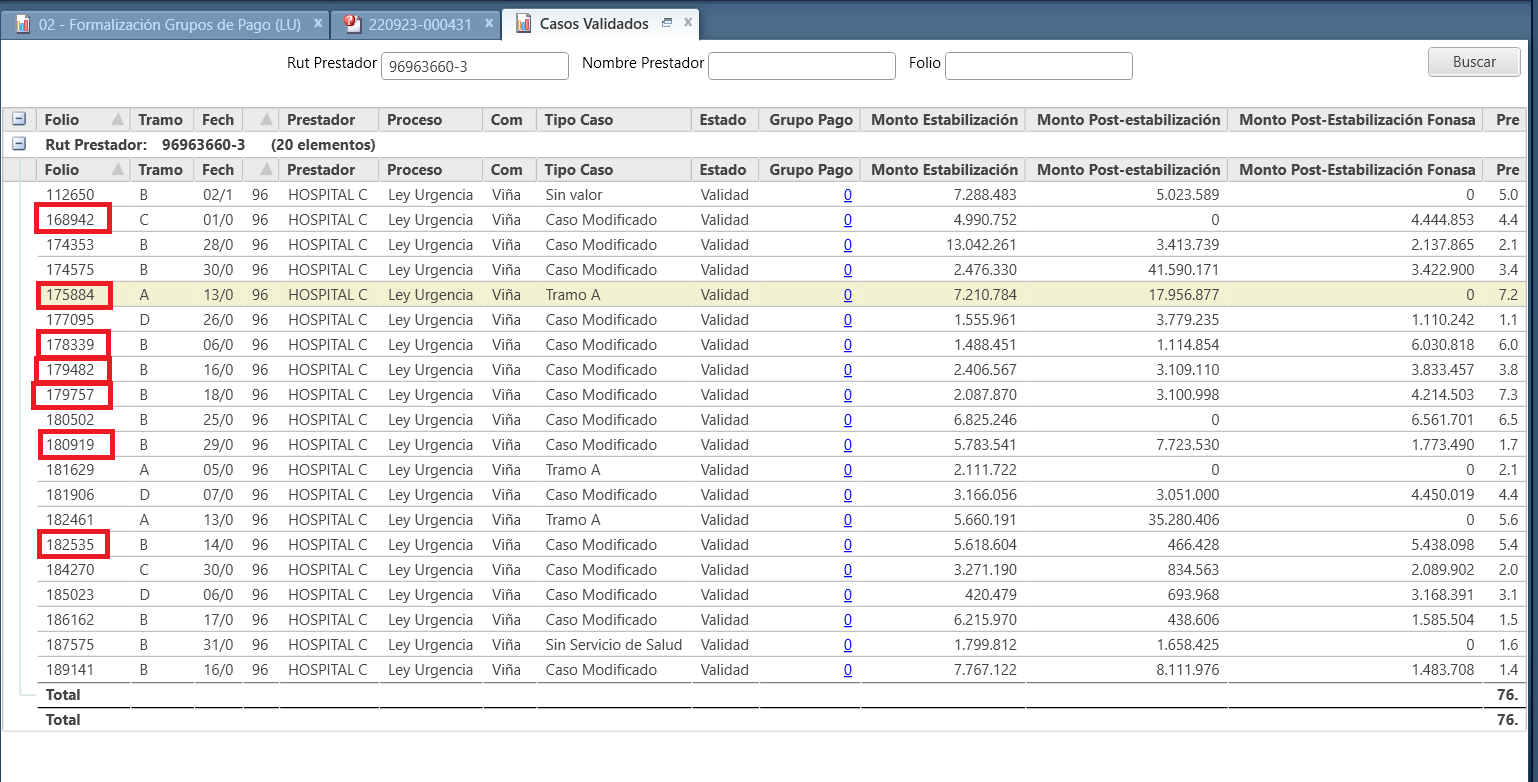 02 - Formalización Grupos de Pago (LU) x 220923-000431 x Casos Validados x
Rut Prestador 96963660-3 Nombre Prestador Folio Buscar
Folio Tramo Fech Prestador Proceso Com Tipo Caso Estado Grupo Pago Monto Estabilización Monto Post-estabilización Monto Post-Estabilización Fonasa Pre
Rut Prestador: 96963660-3 (20 elementos)
Folio Tramo Fech Prestador Proceso Com Tipo Caso Estado Grupo Pago Monto Estabilización Monto Post-estabilización Monto Post-Estabilización Fonasa Pre
112650 B 02/1 96 HOSPITAL C Ley Urgencia Viña Sin valor Validad 0 7.288.483 5.023.589 0 5.0
168942 C 01/0 96 HOSPITAL C Ley Urgencia Viña Caso Modificado Validad 0 4.990.752 0 4.444.853 4.4
174353 B 28/0 96 HOSPITAL C Ley Urgencia Viña Caso Modificado Validad 0 13.042.261 3.413.739 2.137.865 2.1
174575 B 30/0 96 HOSPITAL C Ley Urgencia Viña Caso Modificado Validad 0 2.476.330 41.590.171 3.422.900 3.4
175884 A 13/0 96 HOSPITAL C Ley Urgencia Viña Tramo A Validad 0 7.210.784 17.956.877 0 7.2
177095 D 26/0 96 HOSPITAL C Ley Urgencia Viña Caso Modificado Validad 0 1.555.961 3.779.235 1.110.242 1.1
178339 B 06/0 96 HOSPITAL C Ley Urgencia Viña Caso Modificado Validad 0 1.488.451 1.114.854 6.030.818 6.0
179482 B 16/0 96 HOSPITAL C Ley Urgencia Viña Caso Modificado Validad 0 2.406.567 3.109.110 3.833.457 3.8
179757 B 18/0 96 HOSPITAL C Ley Urgencia Viña Caso Modificado Validad 0 2.087.870 3.100.998 4.214.503 7.3
180502 B 25/0 96 HOSPITAL C Ley Urgencia Viña Caso Modificado Validad 0 6.825.246 0 6.561.701 6.5
180919 B 29/0 96 HOSPITAL C Ley Urgencia Viña Caso Modificado Validad 0 5.783.541 7.723.530 1.773.490 1.7
181629 A 05/0 96 HOSPITAL C Ley Urgencia Viña Tramo A Validad 0 2.111.722 0 0 2.1
181906 D 07/0 96 HOSPITAL C Ley Urgencia Viña Caso Modificado Validad 0 3.166.056 3.051.000 4.450.019 4.4
182461 A 13/0 96 HOSPITAL C Ley Urgencia Viña Tramo A Validad 0 5.660.191 35.280.406 0 5.6
182535 B 14/0 96 HOSPITAL C Ley Urgencia Viña Caso Modificado Validad 0 5.618.604 466.428 5.438.098 5.4
184270 C 30/0 96 HOSPITAL C Ley Urgencia Viña Caso Modificado Validad 0 3.271.190 834.563 2.089.902 2.0
185023 D 06/0 96 HOSPITAL C Ley Urgencia Viña Caso Modificado Validad 0 420.479 693.968 3.168.391 3.1
186162 B 17/0 96 HOSPITAL C Ley Urgencia Viña Caso Modificado Validad 0 6.215.970 438.606 1.585.504 1.5
187575 B 31/0 96 HOSPITAL C Ley Urgencia Viña Sin Servicio de Salud Validad 0 1.799.812 1.658.425 0 1.6
189141 B 16/0 96 HOSPITAL C Ley Urgencia Viña Caso Modificado Validad 0 7.767.122 8.111.976 1.483.708 1.4
Total 76.
Total 76.